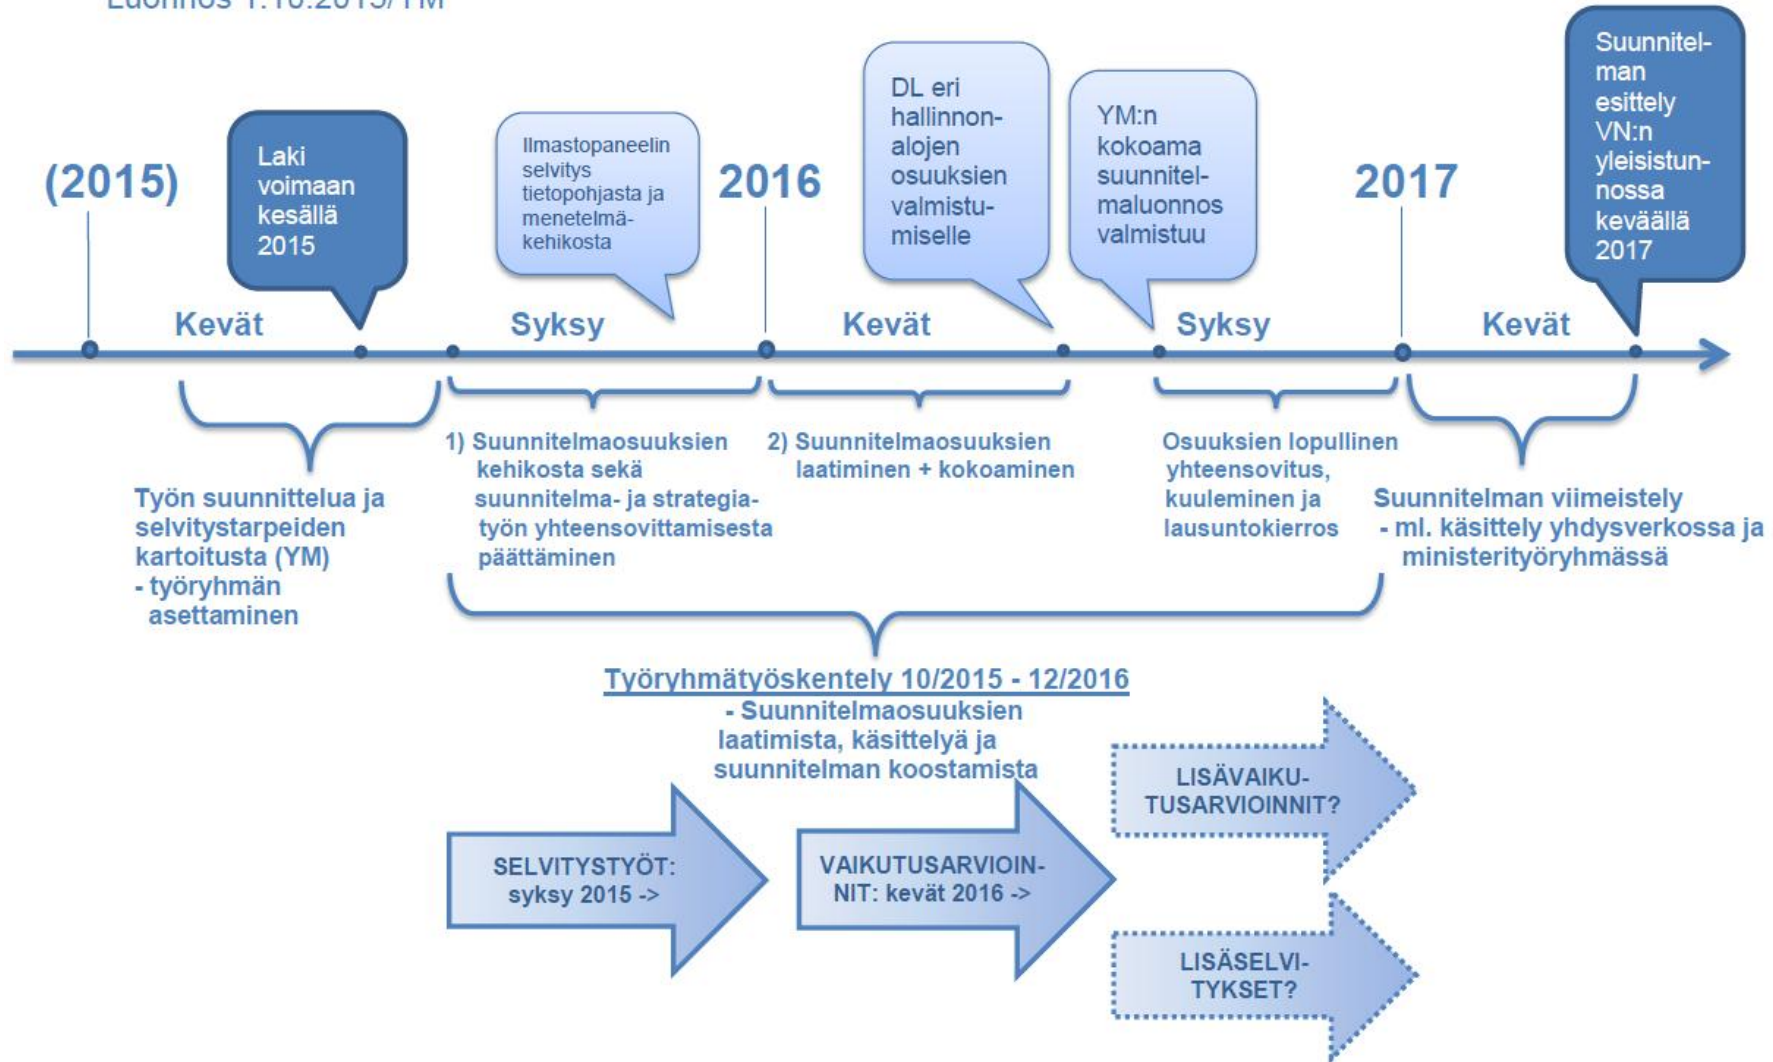 Luonnos 1.10.2015/YM
(2015)
Laki
voimaan
kesällä
2015
Ilmastopaneelin
selvitys
tietopohjasta ja
menetelmä-
kehikosta
2016
DL eri
hallinnon-
alojen
osuuksien
valmistu-
miselle
YM:n
kokoama
suunnitel-
maluonnos
valmistuu
2017
Suunnitel-
man
esittely
VN:n
yleisistun-
nossa
keväällä
2017
Kevät
Syksy
Kevät
Syksy
Kevät
Työn suunnittelua ja
selvitystarpeiden
kartoitusta (YM)
- työryhmän
asettaminen
1) Suunnitelmaosuuksien
kehikosta sekä
suunnitelma- ja strategia-
työn yhteensovittamisesta
päättäminen
2) Suunnitelmaosuuksien
laatiminen + kokoaminen
Osuuksien lopullinen
yhteensovitus,
kuuleminen ja
lausuntokierros
Suunnitelman viimeistely
- ml. käsittely yhdysverkossa ja
ministerityöryhmässä
Työryhmätyöskentely 10/2015 - 12/2016
- Suunnitelmaosuuksien
laatimista, käsittelyä ja
suunnitelman koostamista
SELVITYSTYÖT:
syksy 2015 ->
VAIKUTUSARVIOIN-
NIT: kevät 2016 ->
LISÄVAIKU-
TUSARVIOINNIT?
LISÄSELVI-
TYKSET?